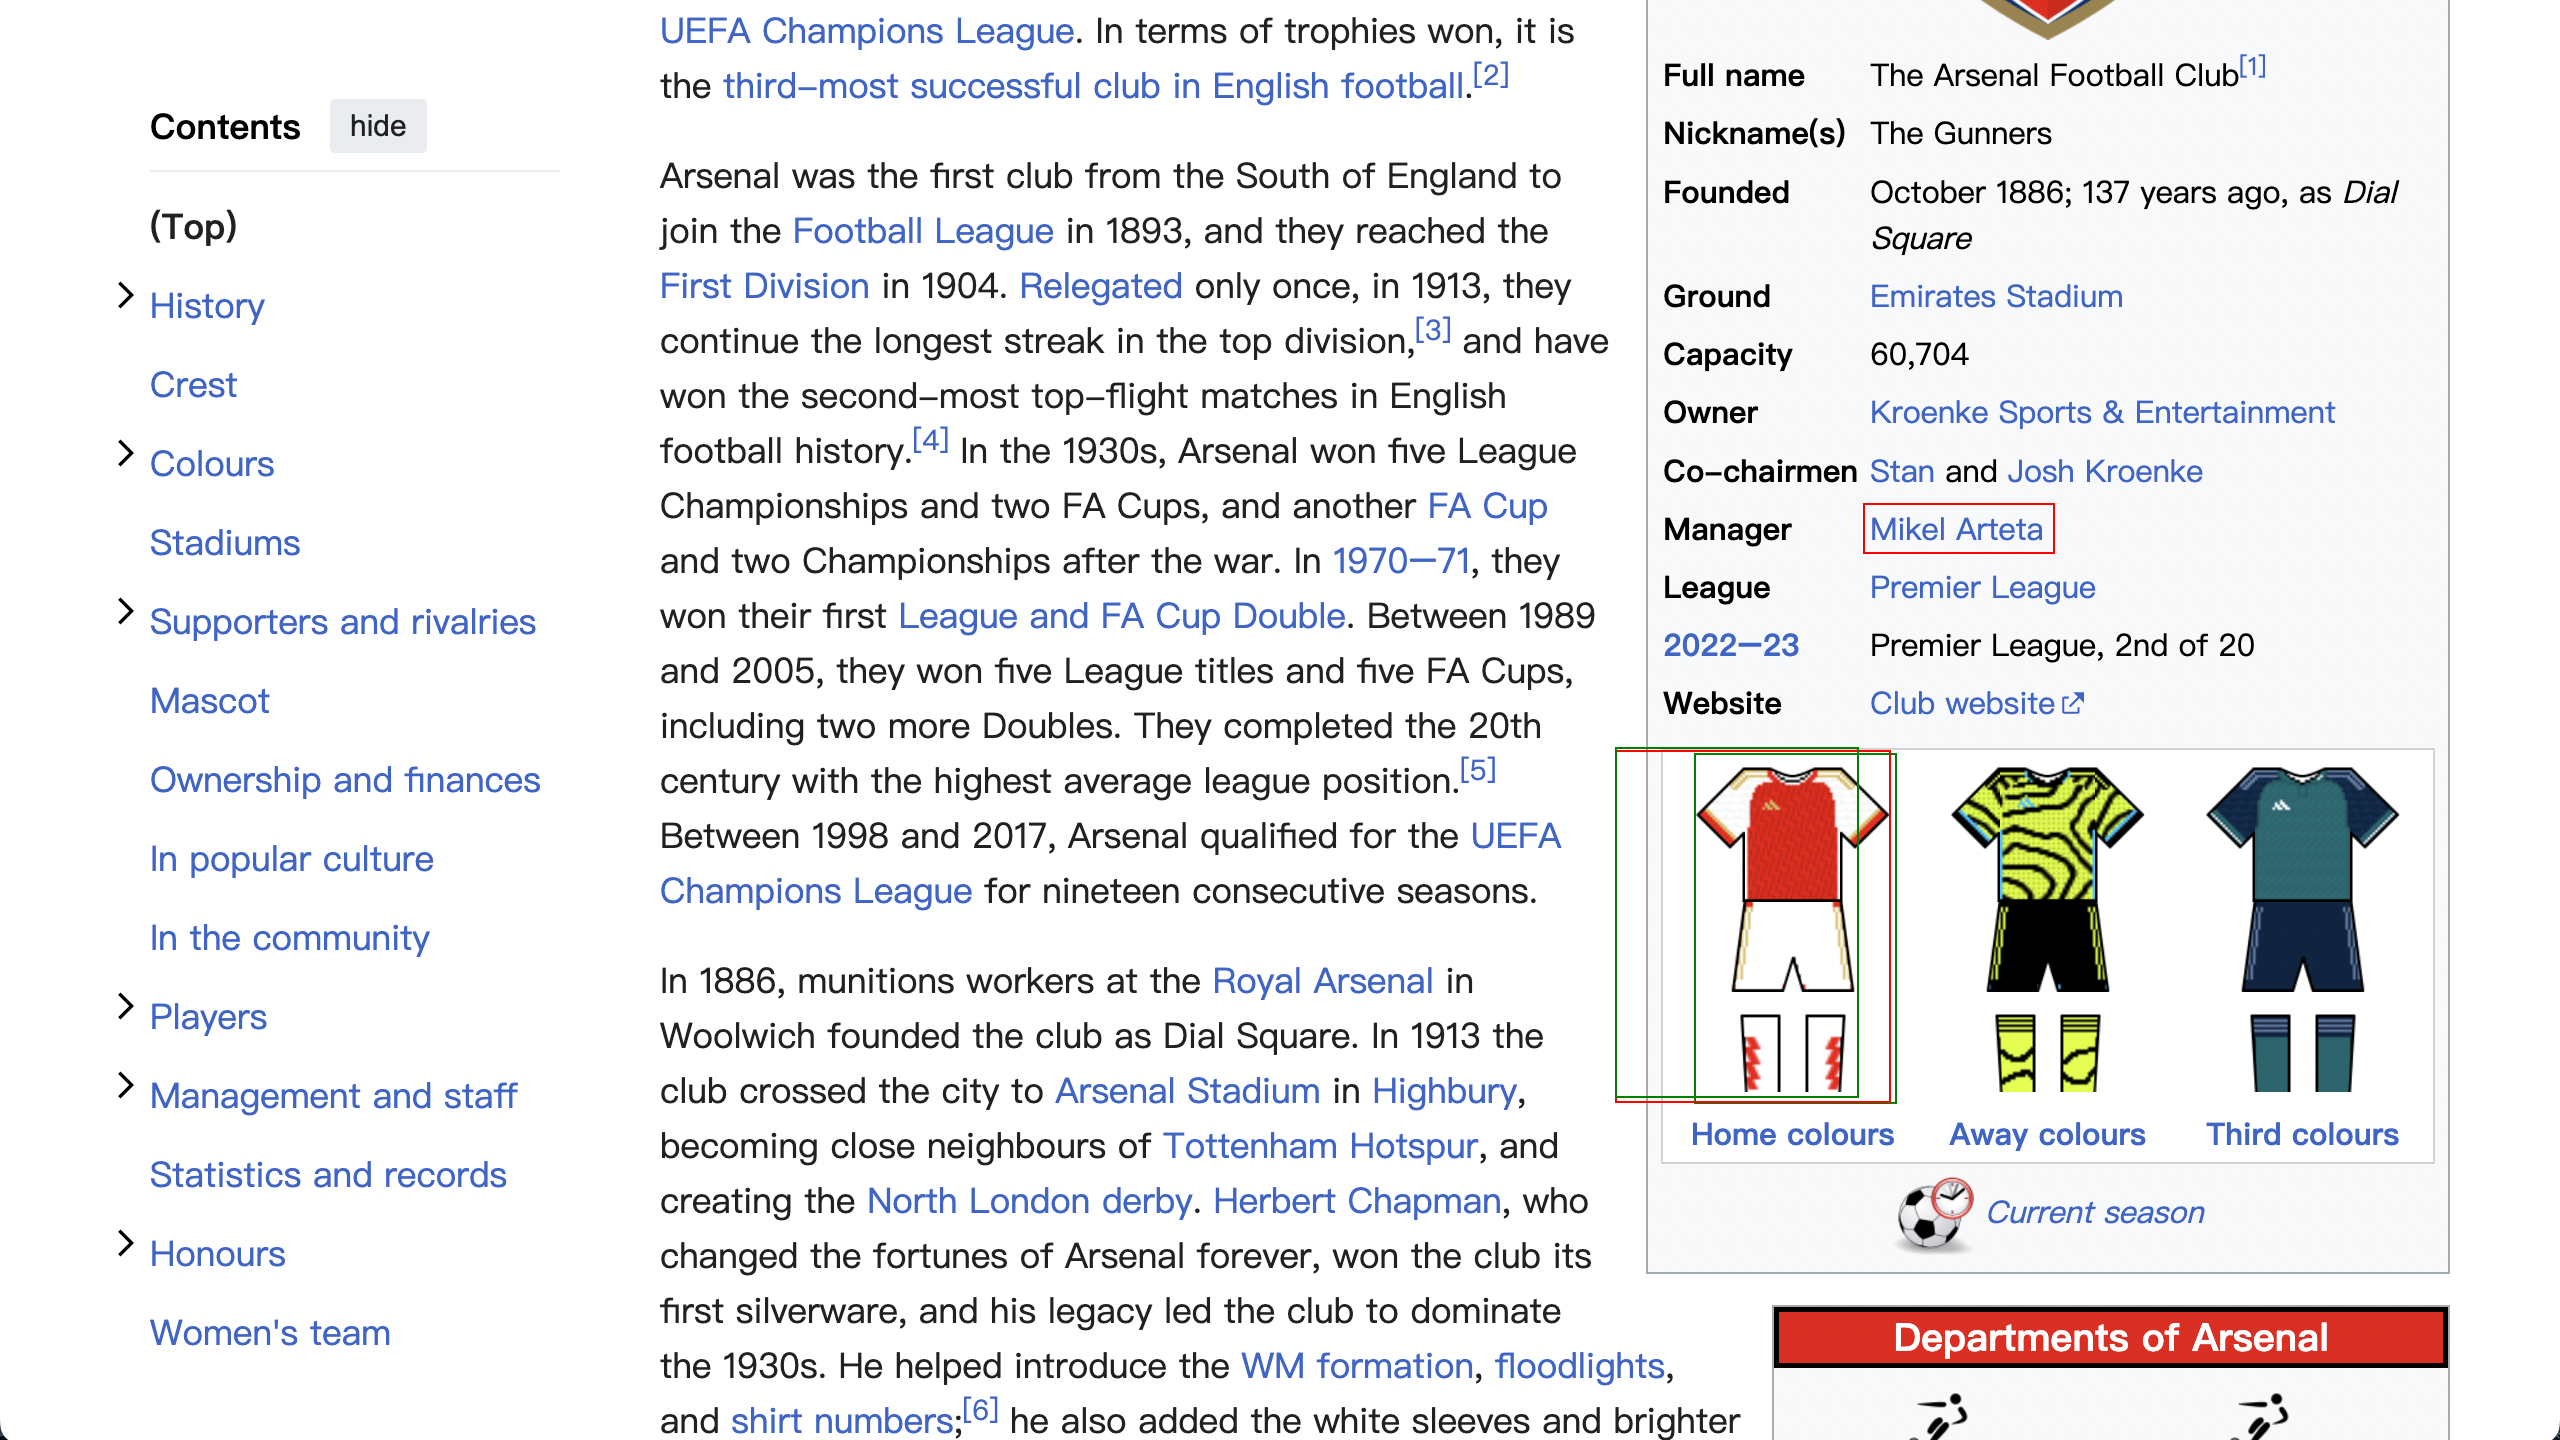 Contents hide
(Top)
History
Crest
Colours
Stadiums
Supporters and rivalries
Mascot
Ownership and finances
In popular culture
In the community
Players
Management and staff
Statistics and records
Honours
Women's team
UEFA Champions League. In terms of trophies won, it is
the third-most successful club in English football.[2]
Arsenal was the first club from the South of England to
join the Football League in 1893, and they reached the
First Division in 1904. Relegated only once, in 1913, they
continue the longest streak in the top division,[3] and have
won the second-most top-flight matches in English
football history.[4] In the 1930s, Arsenal won five League
Championships and two FA Cups, and another FA Cup
and two Championships after the war. In 1970–71, they
won their first League and FA Cup Double. Between 1989
and 2005, they won five League titles and five FA Cups,
including two more Doubles. They completed the 20th
century with the highest average league position.[5]
Between 1998 and 2017, Arsenal qualified for the UEFA
Champions League for nineteen consecutive seasons.
In 1886, munitions workers at the Royal Arsenal in
Woolwich founded the club as Dial Square. In 1913 the
club crossed the city to Arsenal Stadium in Highbury,
becoming close neighbours of Tottenham Hotspur, and
creating the North London derby. Herbert Chapman, who
changed the fortunes of Arsenal forever, won the club its
first silverware, and his legacy led the club to dominate
the 1930s. He helped introduce the WM formation, floodlights,
and shirt numbers;[6] he also added the white sleeves and brighter
Full name The Arsenal Football Club[1]
Nickname(s) The Gunners
Founded October 1886; 137 years ago, as Dial
Square
Ground Emirates Stadium
Capacity 60,704
Owner Kroenke Sports & Entertainment
Co-chairmen Stan and Josh Kroenke
Manager Mikel Arteta
League Premier League
2022–23 Premier League, 2nd of 20
Website Club website
Home colours Away colours Third colours
Current season
Departments of Arsenal